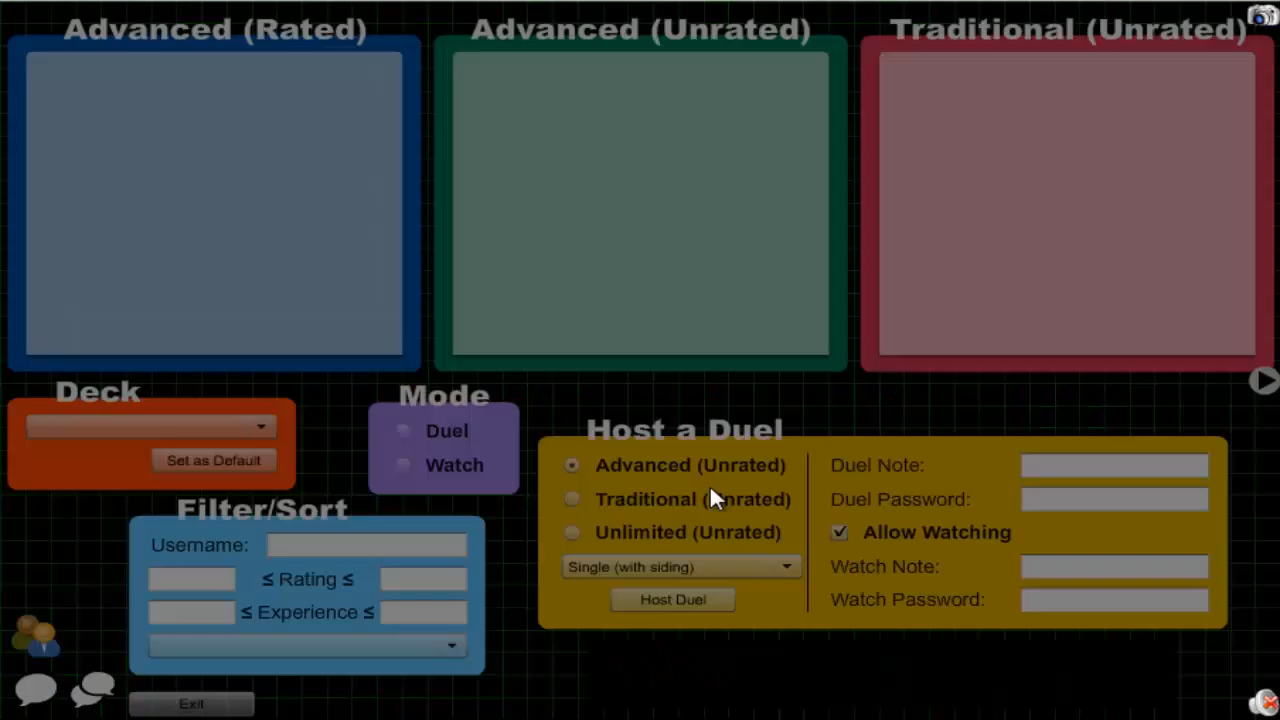 Advanced (Rated)
Advanced (Unrated)
Traditional (Unrated)
Deck
Set as Default
Mode
Duel
Watch
Filter/Sort
Username:
≤ Rating ≤
≤ Experience ≤
Exit
Host a Duel
Advanced (Unrated)
Traditional (Unrated)
Unlimited (Unrated)
Single (with siding)
Host Duel
Duel Note:
Duel Password:
Allow Watching
Watch Note:
Watch Password: